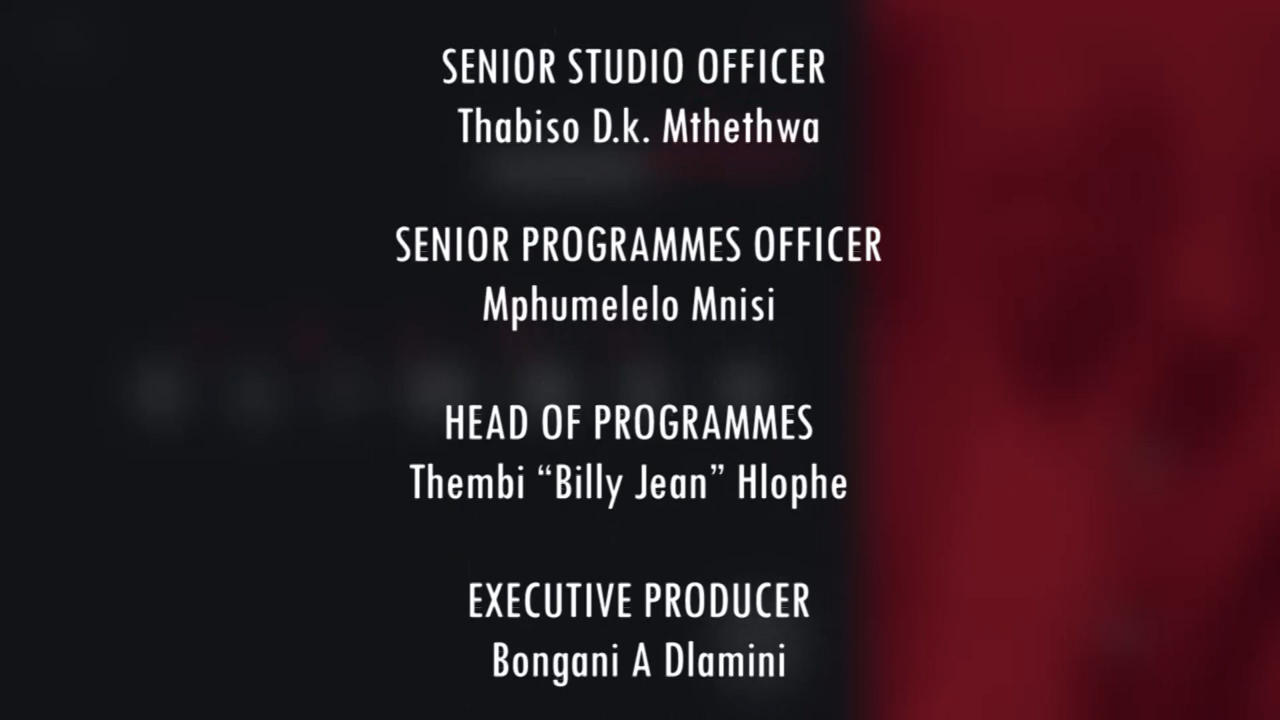 SENIOR STUDIO OFFICER
Thabiso D.k. Mthethwa
SENIOR PROGRAMMES OFFICER
Mphumelelo Mnisi
HEAD OF PROGRAMMES
Thembi “Billy Jean” Hlophe
EXECUTIVE PRODUCER
Bongani A Dlamini